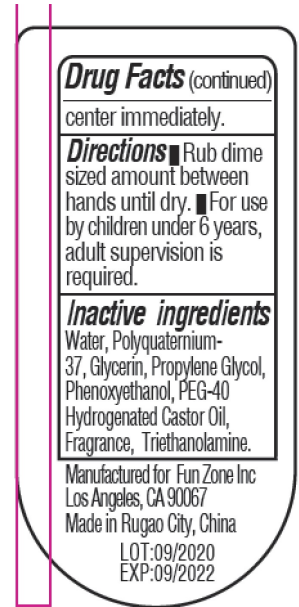 Drug Facts (continued)
center immediately.
Directions ■ Rub dime
sized amount between
hands until dry. ■ For use
by children under 6 years,
adult supervision is
required.
Inactive ingredients
Water, Polyquaternium-
37, Glycerin, Propylene Glycol,
Phenoxyethanol, PEG-40
Hydrogenated Castor Oil,
Fragrance, Triethanolamine.
Manufactured for Fun Zone Inc
Los Angeles, CA 90067
Made in Rugao City, China
LOT:09/2020
EXP:09/2022